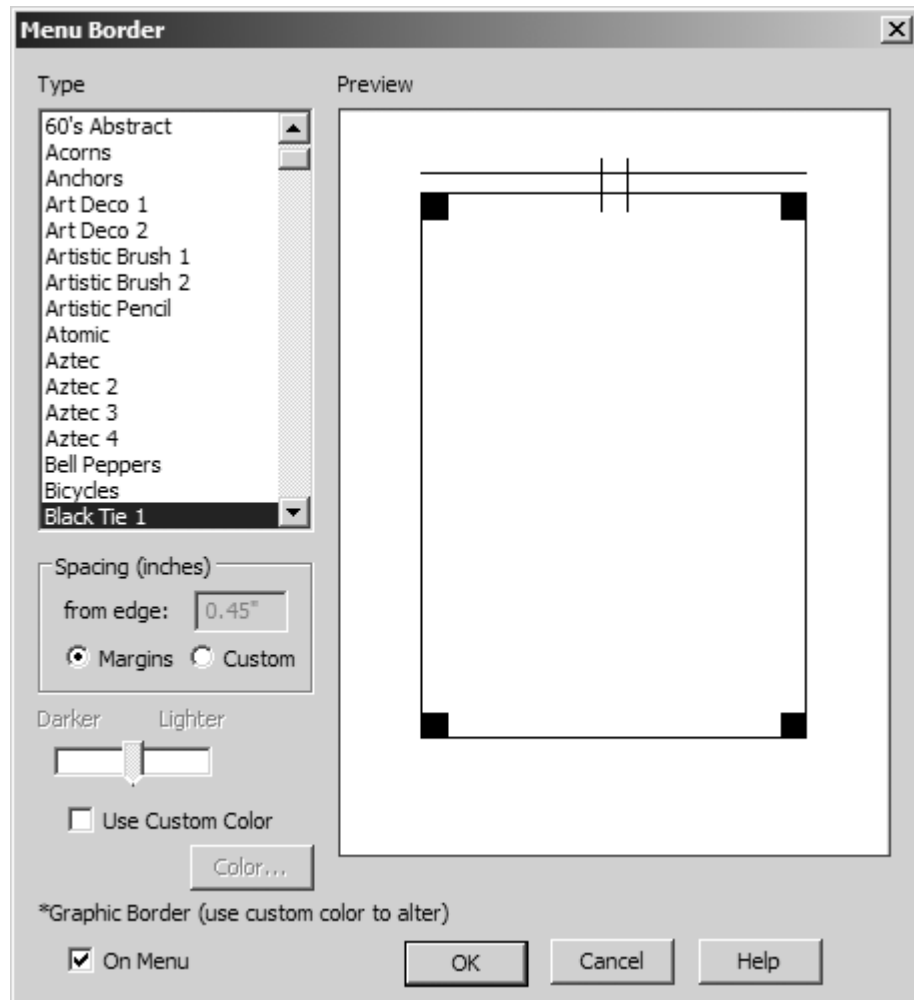 Menu Border
Type
Preview
60's Abstract
Acorns
Anchors
Art Deco 1
Art Deco 2
Artistic Brush 1
Artistic Brush 2
Artistic Pencil
Atomic
Aztec
Aztec 2
Aztec 3
Aztec 4
Bell Peppers
Bicycles
Black Tie 1
Spacing (inches)
from edge: 0.45"
Margins Custom
Darker Lighter
Use Custom Color
Color...
*Graphic Border (use custom color to alter)
On Menu OK Cancel Help